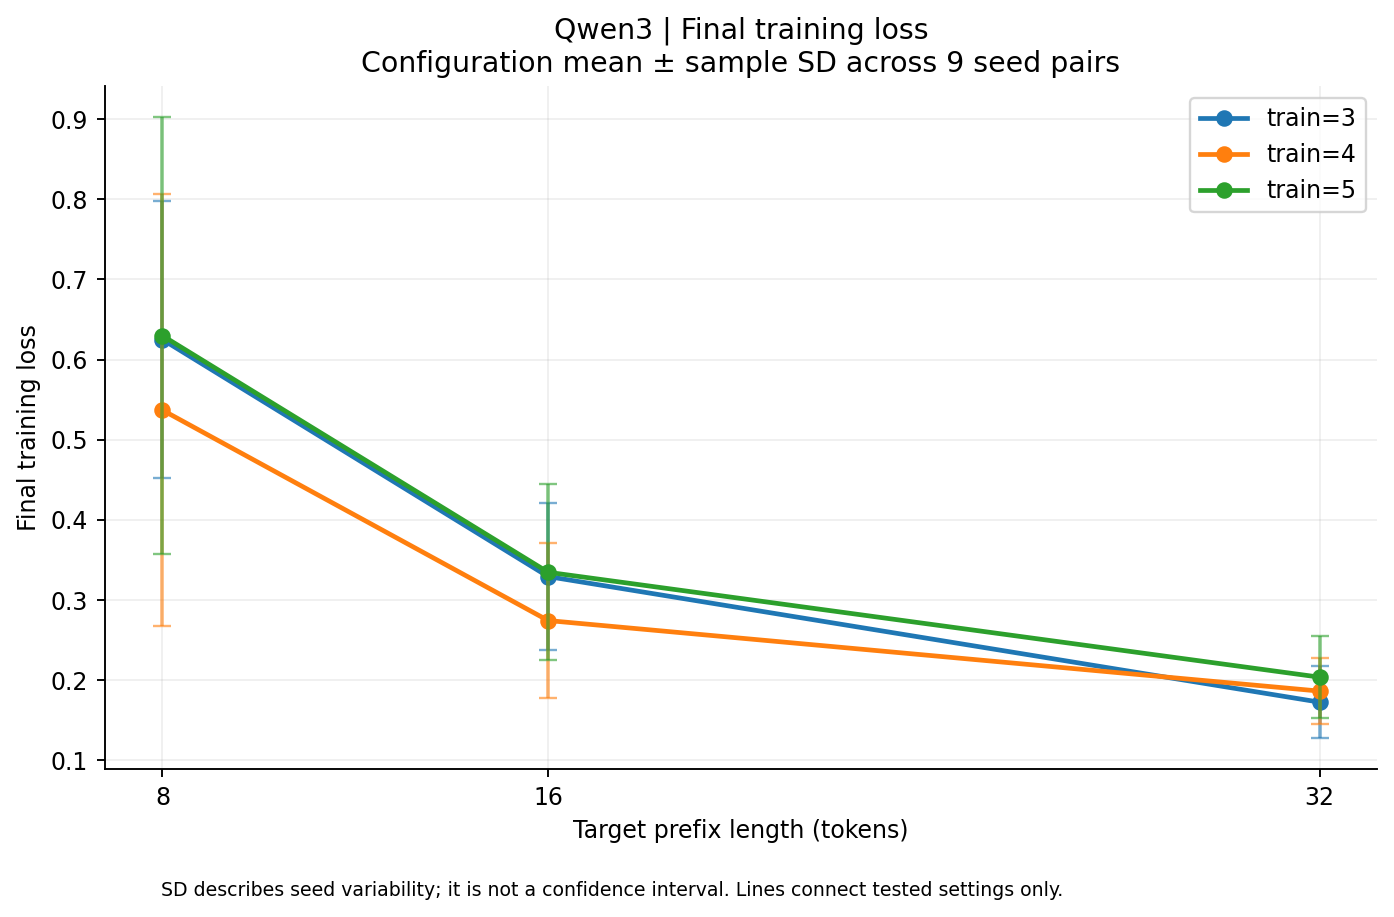 Qwen3 | Final training loss
Configuration mean ± sample SD across 9 seed pairs
train=3
train=4
train=5
Final training loss
0.9
0.8
0.7
0.6
0.5
0.4
0.3
0.2
0.1
8
16
32
Target prefix length (tokens)
SD describes seed variability; it is not a confidence interval. Lines connect tested settings only.